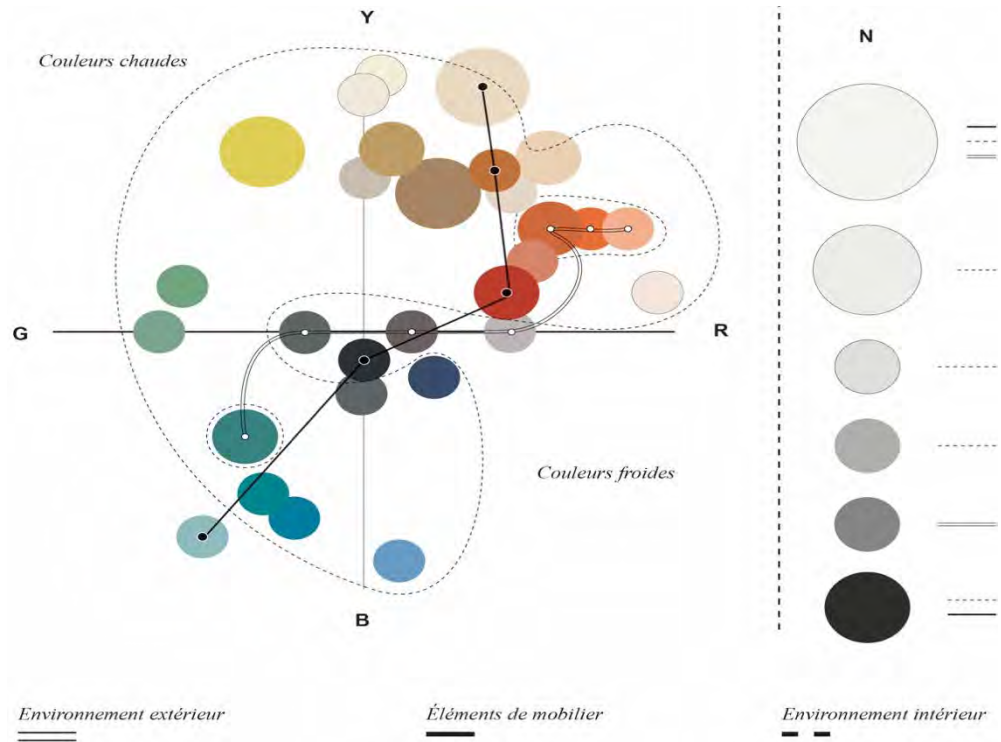 Y
N
Couleurs chaudes
G
R
Couleurs froides
B
Environnement extérieur
Éléments de mobilier
Environnement intérieur